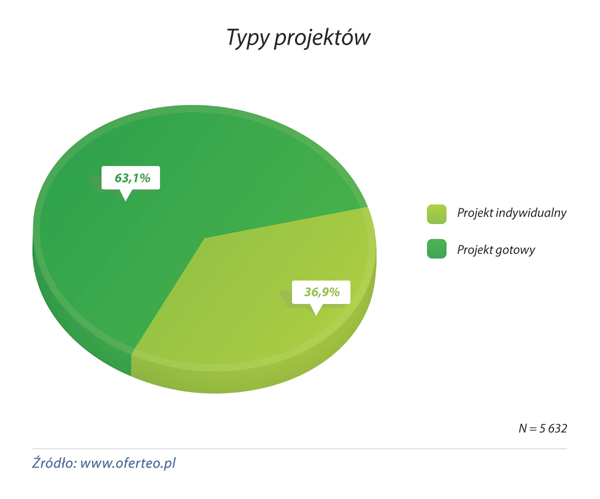 Typy projektów
63,1%
36,9%
Projekt indywidualny
Projekt gotowy
N = 5 632
Źródło: www.oferteo.pl